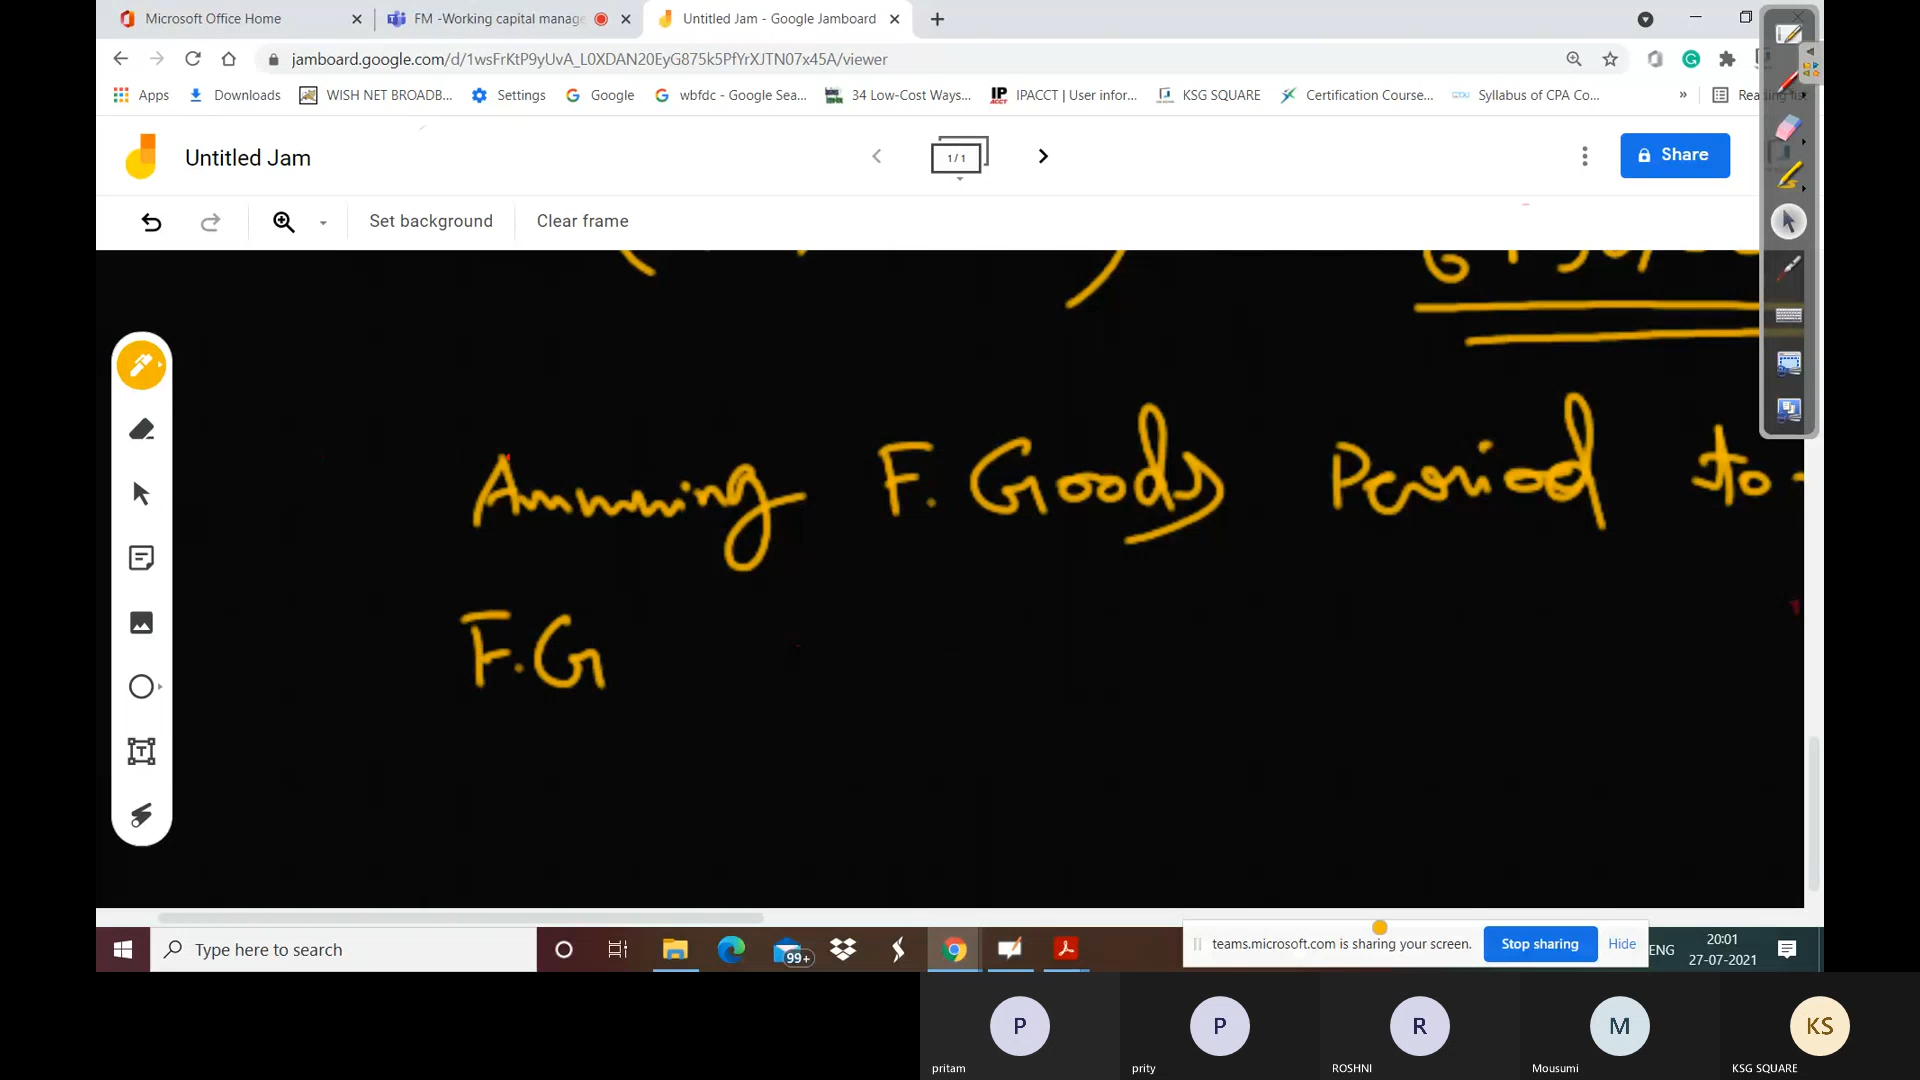 Microsoft Office Home
FM -Working capital manage
Untitled Jam - Google Jamboard
jamboard.google.com/d/1wsFrKtP9yUvA_L0XDAN20EyG875k5PfYrXJTN07x45A/viewer
Apps Downloads WISH NET BROADB... Settings Google wbfdc - Google Sea... 34 Low-Cost Ways... IPACCT | User infor... KSG SQUARE Certification Course... Syllabus of CPA Co... » Reading list
Untitled Jam
1 / 1
Share
Set background Clear frame
Assuming F. Goods Period to
F.G
Type here to search
99+
teams.microsoft.com is sharing your screen. Stop sharing Hide
ENG
20:01
27-07-2021
P P R M KS
pritam prity ROSHNI Mousumi KSG SQUARE